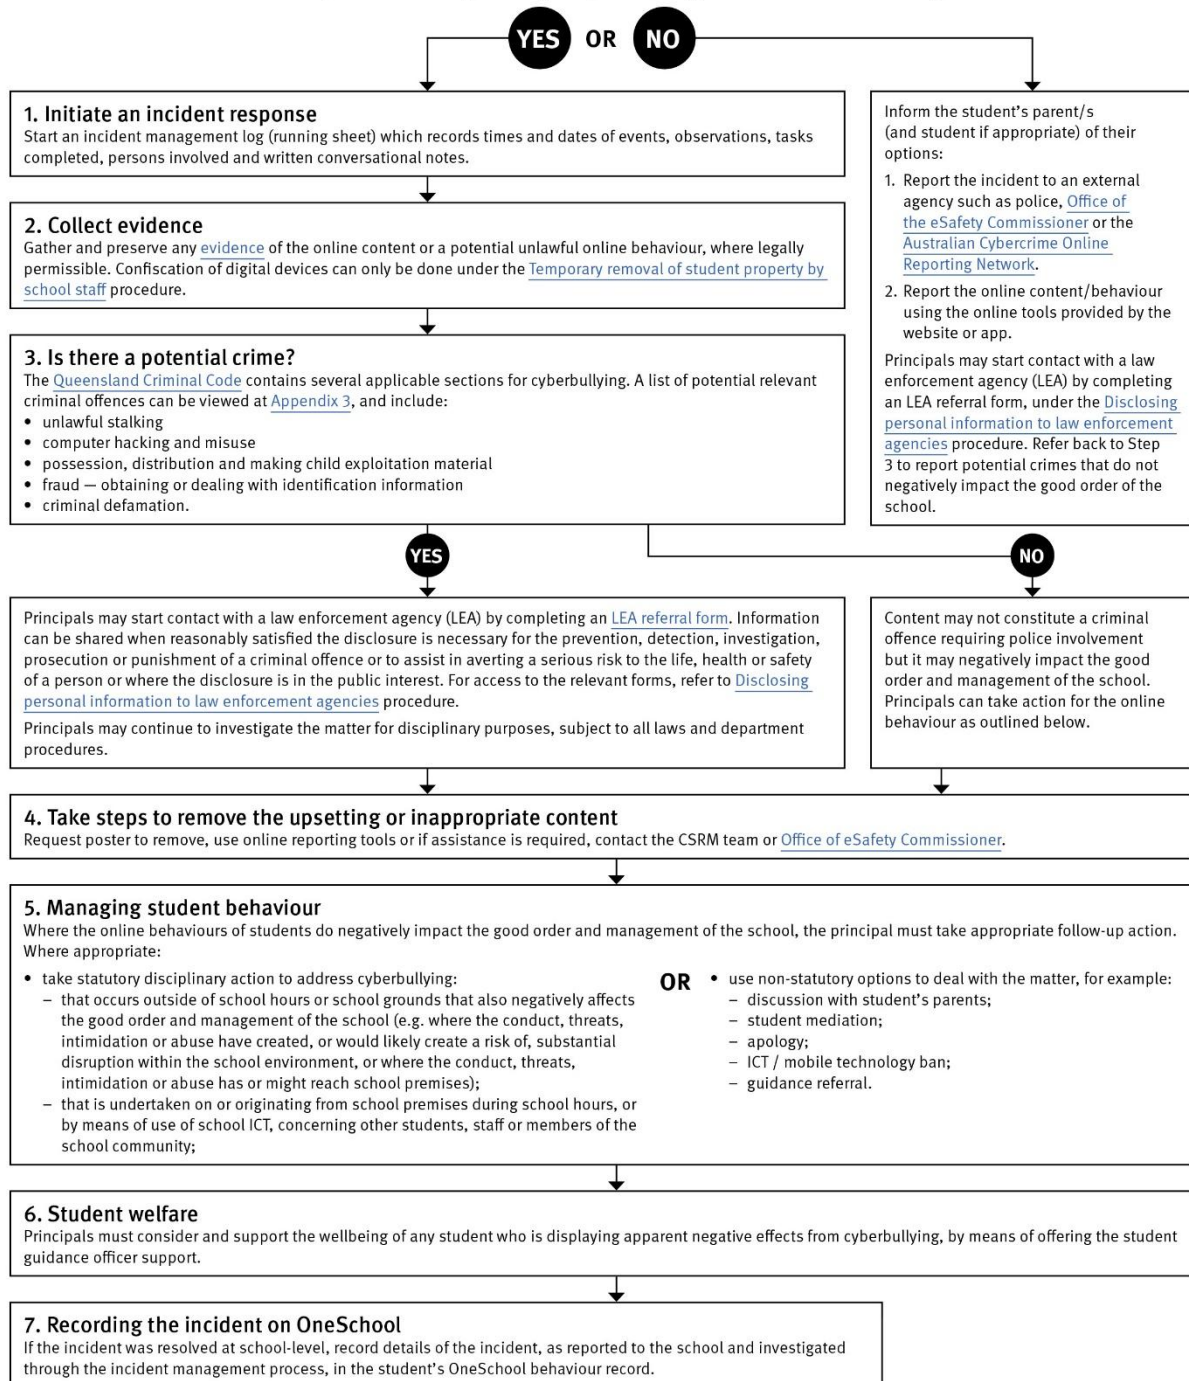 YES OR NO
1. Initiate an incident response
Start an incident management log (running sheet) which records times and dates of events, observations, tasks
completed, persons involved and written conversational notes.
Inform the student's parent/s
(and student if appropriate) of their
options:
1. Report the incident to an external
agency such as police, Office of
the eSafety Commissioner or the
Australian Cybercrime Online
Reporting Network.
2. Report the online content/behaviour
using the online tools provided by the
website or app.
Principals may start contact with a law
enforcement agency (LEA) by completing
an LEA referral form, under the Disclosing
personal information to law enforcement
agencies procedure. Refer back to Step
3 to report potential crimes that do not
negatively impact the good order of the
school.
2. Collect evidence
Gather and preserve any evidence of the online content or a potential unlawful online behaviour, where legally
permissible. Confiscation of digital devices can only be done under the Temporary removal of student property by
school staff procedure.
3. Is there a potential crime?
The Queensland Criminal Code contains several applicable sections for cyberbullying. A list of potential relevant
criminal offences can be viewed at Appendix 3, and include:
• unlawful stalking
• computer hacking and misuse
• possession, distribution and making child exploitation material
• fraud — obtaining or dealing with identification information
• criminal defamation.
YES
NO
Principals may start contact with a law enforcement agency (LEA) by completing an LEA referral form. Information
can be shared when reasonably satisfied the disclosure is necessary for the prevention, detection, investigation,
prosecution or punishment of a criminal offence or to assist in averting a serious risk to the life, health or safety
of a person or where the disclosure is in the public interest. For access to the relevant forms, refer to Disclosing
personal information to law enforcement agencies procedure.
Principals may continue to investigate the matter for disciplinary purposes, subject to all laws and department
procedures.
Content may not constitute a criminal
offence requiring police involvement
but it may negatively impact the good
order and management of the school.
Principals can take action for the online
behaviour as outlined below.
4. Take steps to remove the upsetting or inappropriate content
Request poster to remove, use online reporting tools or if assistance is required, contact the CSRM team or Office of eSafety Commissioner.
5. Managing student behaviour
Where the online behaviours of students do negatively impact the good order and management of the school, the principal must take appropriate follow-up action.
Where appropriate:
• take statutory disciplinary action to address cyberbullying:
– that occurs outside of school hours or school grounds that also negatively affects
the good order and management of the school (e.g. where the conduct, threats,
intimidation or abuse have created, or would likely create a risk of, substantial
disruption within the school environment, or where the conduct, threats,
intimidation or abuse has or might reach school premises);
– that is undertaken on or originating from school premises during school hours, or
by means of use of school ICT, concerning other students, staff or members of the
school community;
OR
• use non-statutory options to deal with the matter, for example:
– discussion with student's parents;
– student mediation;
– apology;
– ICT / mobile technology ban;
– guidance referral.
6. Student welfare
Principals must consider and support the wellbeing of any student who is displaying apparent negative effects from cyberbullying, by means of offering the student
guidance officer support.
7. Recording the incident on OneSchool
If the incident was resolved at school-level, record details of the incident, as reported to the school and investigated
through the incident management process, in the student's OneSchool behaviour record.